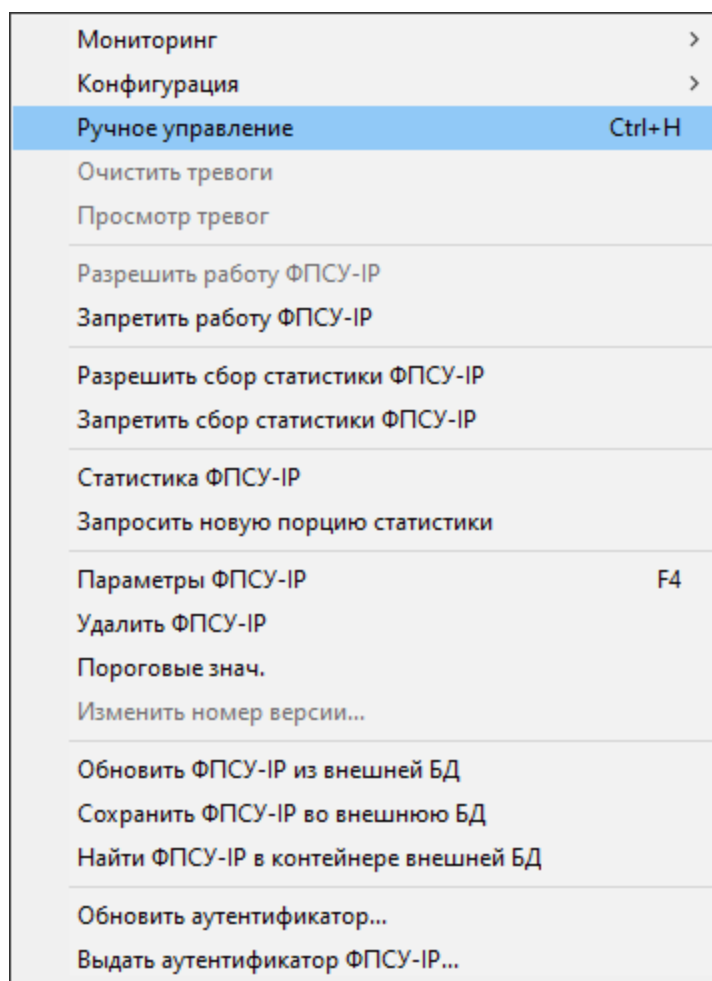 Мониторинг
Конфигурация
Ручное управление Ctrl+H
Очистить тревоги
Просмотр тревог
Разрешить работу ФПСУ-IP
Запретить работу ФПСУ-IP
Разрешить сбор статистики ФПСУ-IP
Запретить сбор статистики ФПСУ-IP
Статистика ФПСУ-IP
Запросить новую порцию статистики
Параметры ФПСУ-IP F4
Удалить ФПСУ-IP
Пороговые знач.
Изменить номер версии...
Обновить ФПСУ-IP из внешней БД
Сохранить ФПСУ-IP во внешнюю БД
Найти ФПСУ-IP в контейнере внешней БД
Обновить аутентификатор...
Выдать аутентификатор ФПСУ-IP...